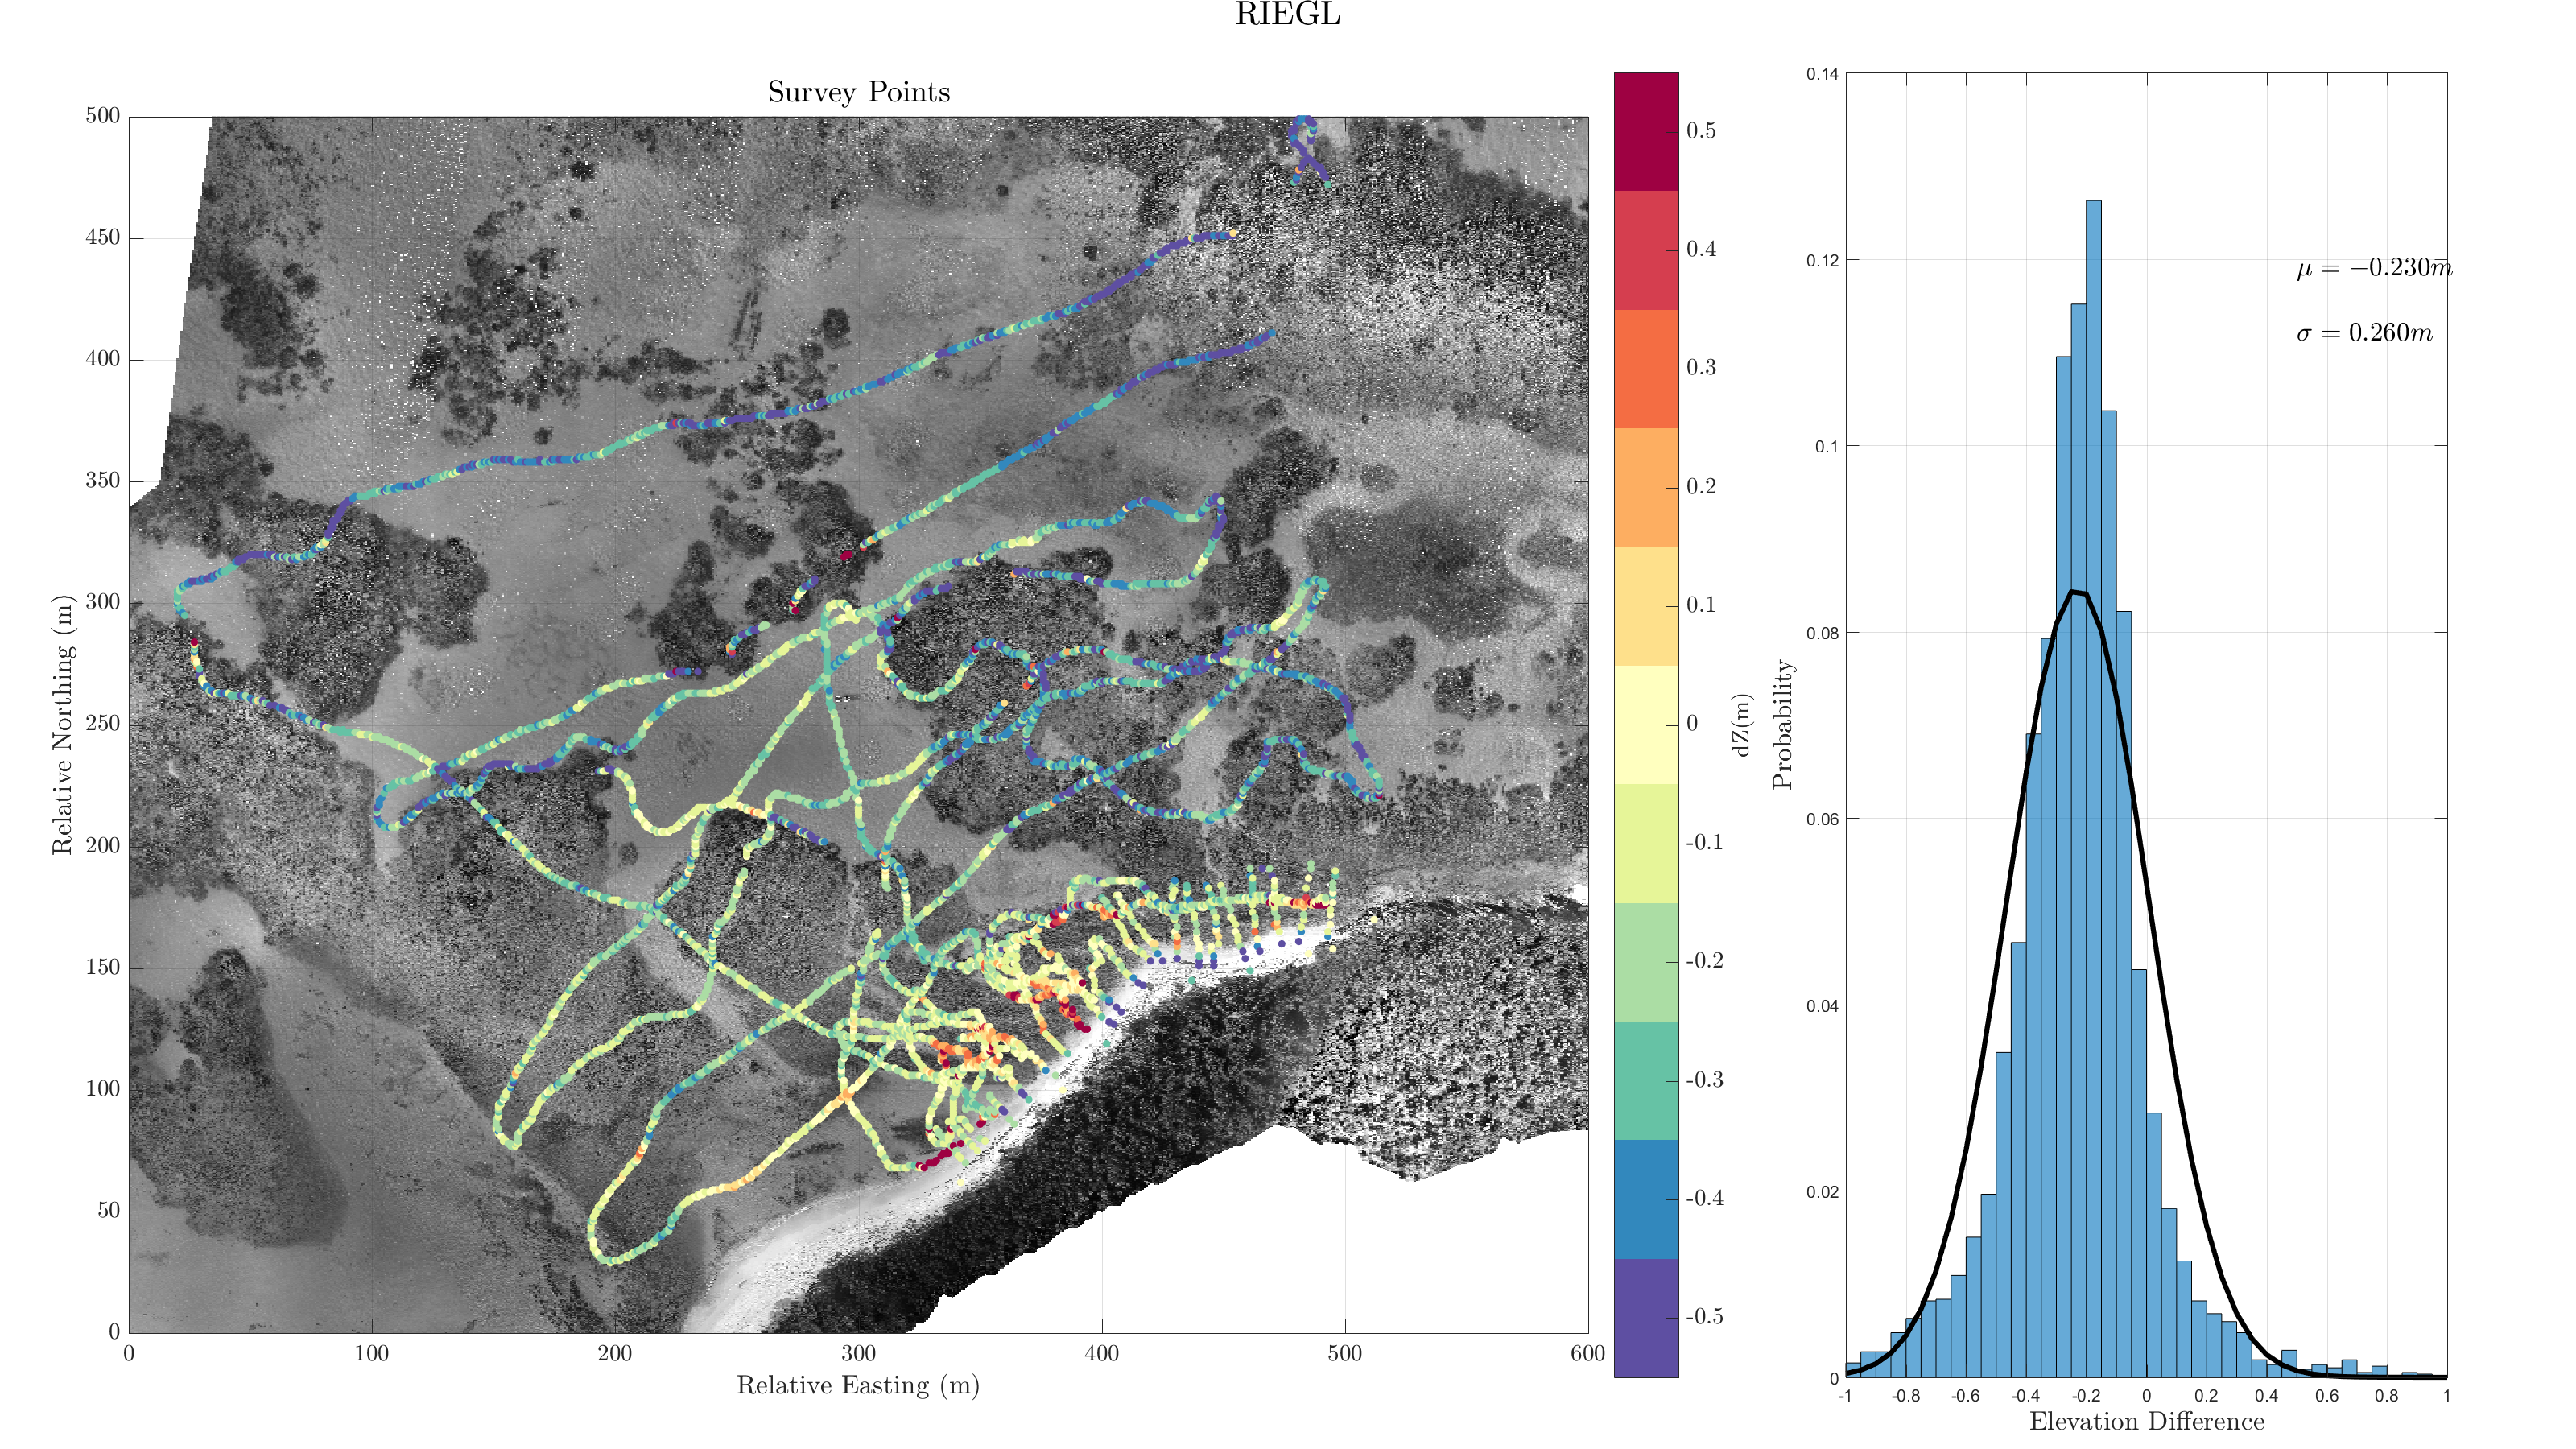 RIEGL
Survey Points
500
450
400
350
300
250
200
150
100
50
0
Relative Northing (m)
0 100 200 300 400 500 600
Relative Easting (m)
0.5
0.4
0.3
0.2
0.1
0
-0.1
-0.2
-0.3
-0.4
-0.5
dZ(m)
Probability
0.14
0.12
0.1
0.08
0.06
0.04
0.02
0
μ = −0.230m
σ = 0.260m
-1 -0.8 -0.6 -0.4 -0.2 0 0.2 0.4 0.6 0.8 1
Elevation Difference